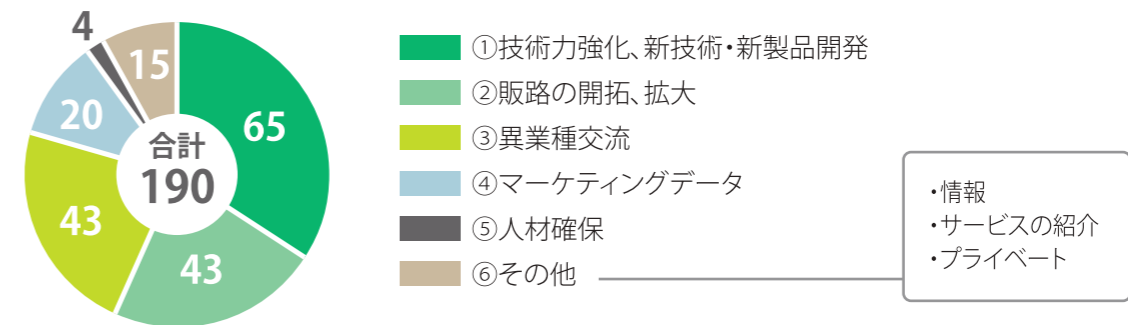 4
15
65
20
合計
190
43
43
①技術力強化、新技術・新製品開発
②販路の開拓、拡大
③異業種交流
④マーケティングデータ
⑤人材確保
⑥その他
・情報
・サービスの紹介
・プライベート